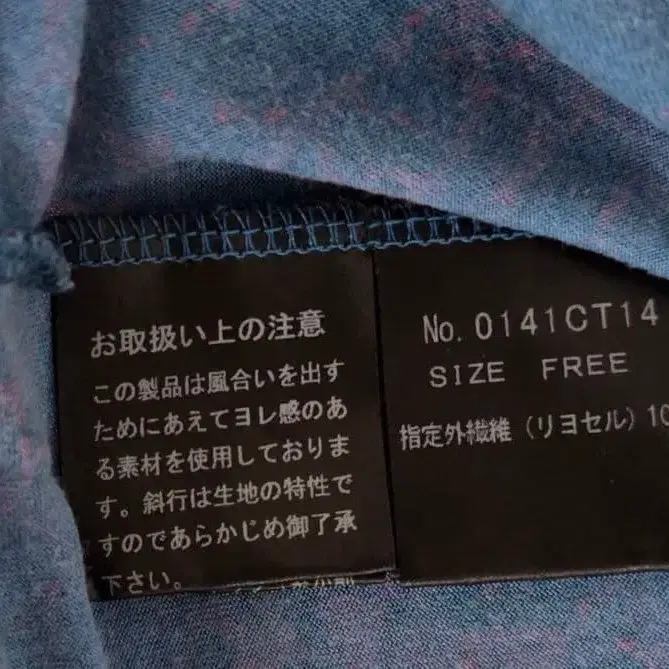 お取扱い上の注意
この製品は風合いを出す
ためにあえてヨレ感のあ
る素材を使用しておりま
す。斜行は生地の特性で
すのであらかじめ御了承
下さい。
No. 0141CT14
SIZE FREE
指定外繊維（リヨセル）10